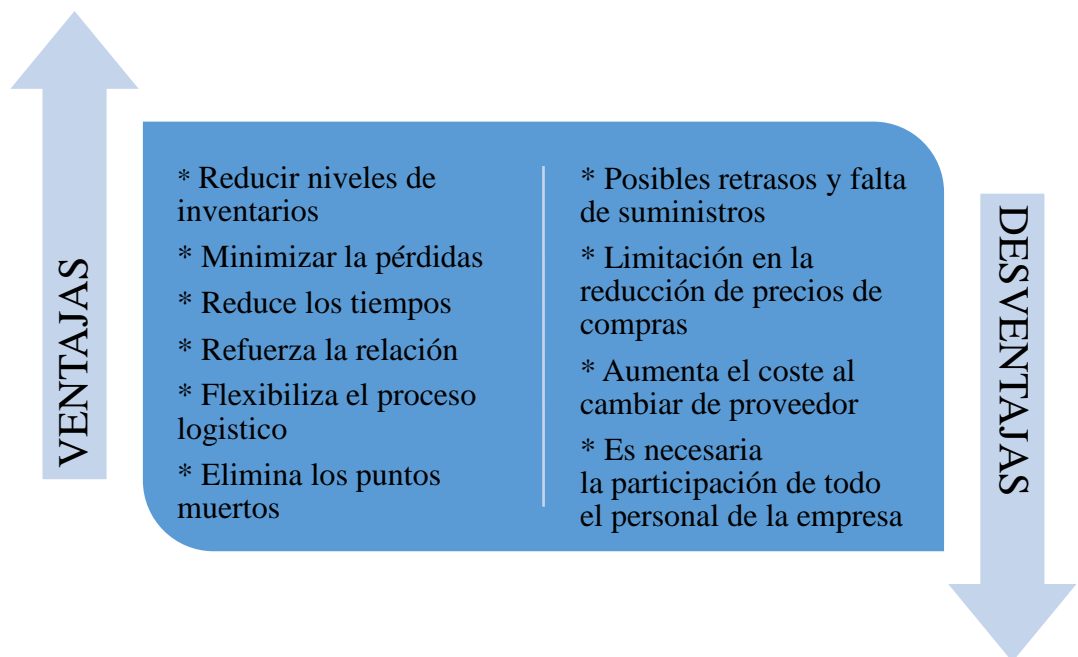 VENTAJAS
* Reducir niveles de
inventarios
* Minimizar la pérdidas
* Reduce los tiempos
* Refuerza la relación
* Flexibiliza el proceso
logistico
* Elimina los puntos
muertos
* Posibles retrasos y falta
de suministros
* Limitación en la
reducción de precios de
compras
* Aumenta el coste al
cambiar de proveedor
* Es necesaria
la participación de todo
el personal de la empresa
DESVENTAJAS